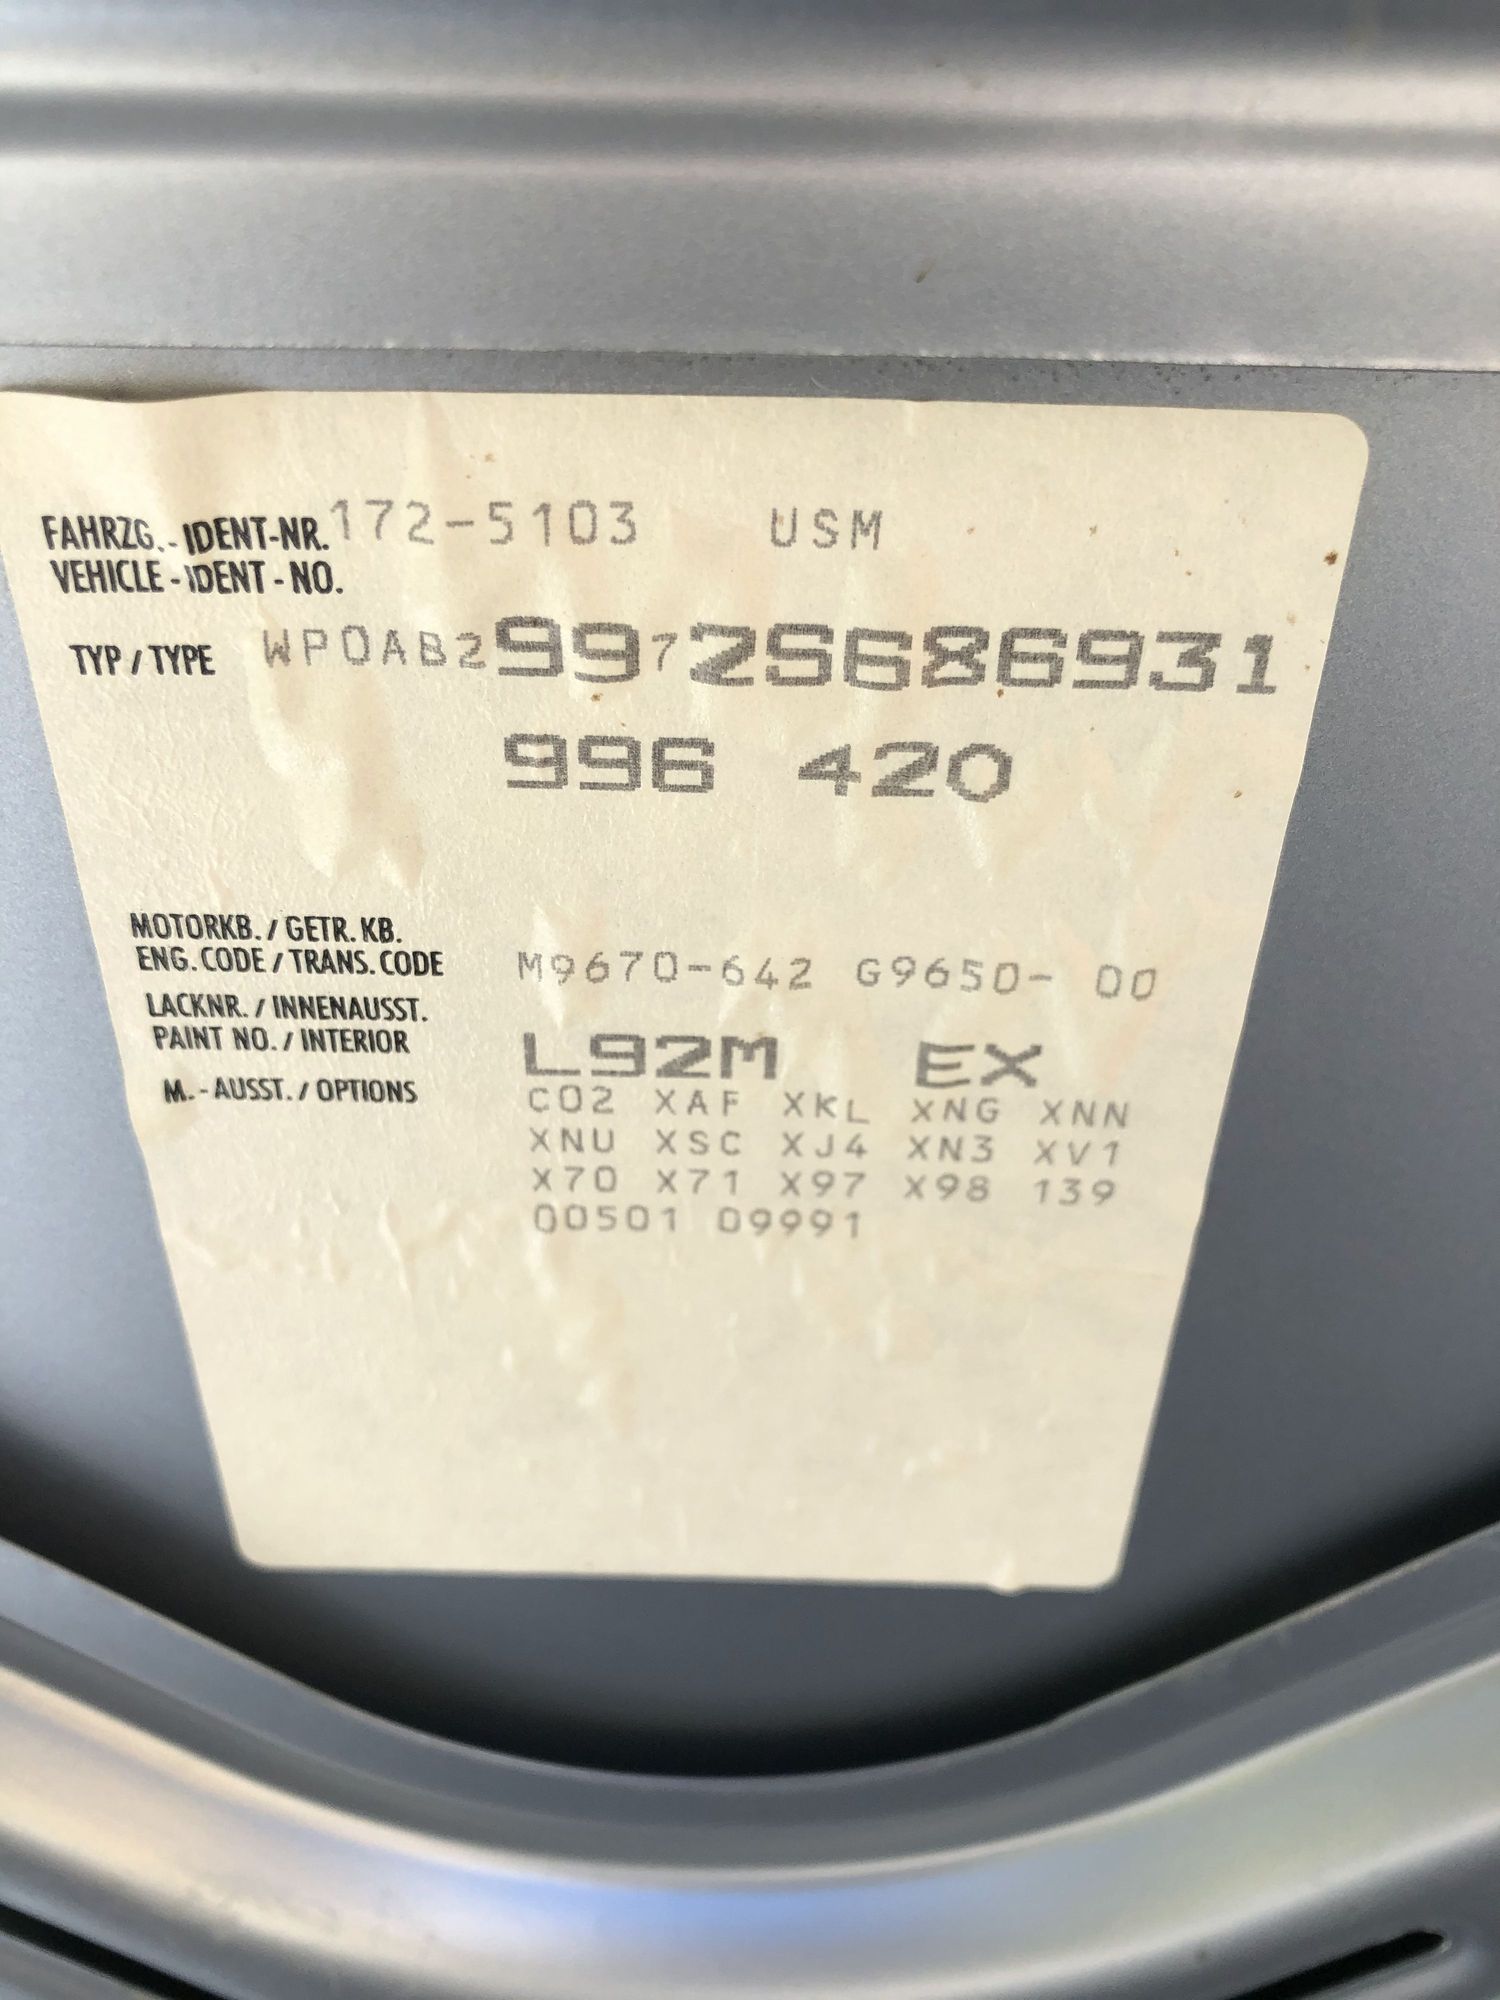 FAHRZG.-IDENT-NR. 172-5103 USM
VEHICLE-IDENT-NO.
TYP / TYPE WP0AB29972S686931
996 420
MOTORKB. / GETR. KB.
ENG. CODE / TRANS. CODE M9670-642 G9650- 00
LACKNR. / INNENAUSST.
PAINT NO. / INTERIOR L92M EX
M.-AUSST. / OPTIONS C02 XAF XKL XNG XNN
XNU XSC XJ4 XN3 XV1
X70 X71 X97 X98 139
00501 09991